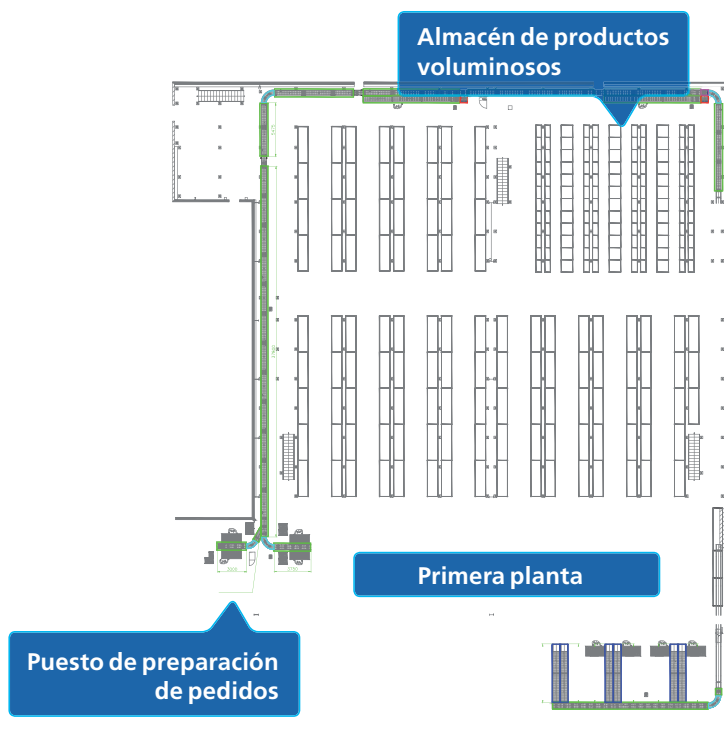 Almacén de productos
voluminosos
Primera planta
Puesto de preparación
de pedidos